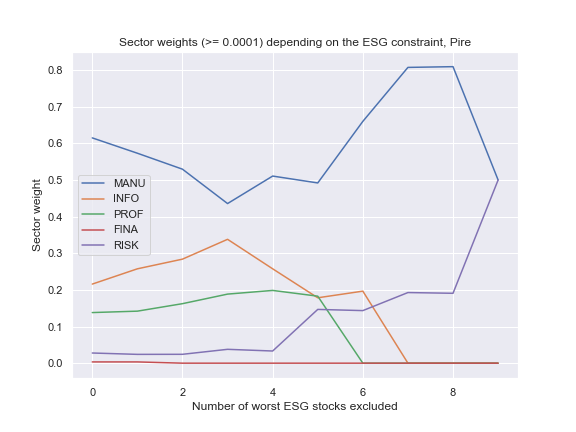 Sector weights (>= 0.0001) depending on the ESG constraint, Pire
0.8
0.7
0.6
0.5
0.4
0.3
0.2
0.1
0.0
Sector weight
MANU
INFO
PROF
FINA
RISK
0 2 4 6 8
Number of worst ESG stocks excluded